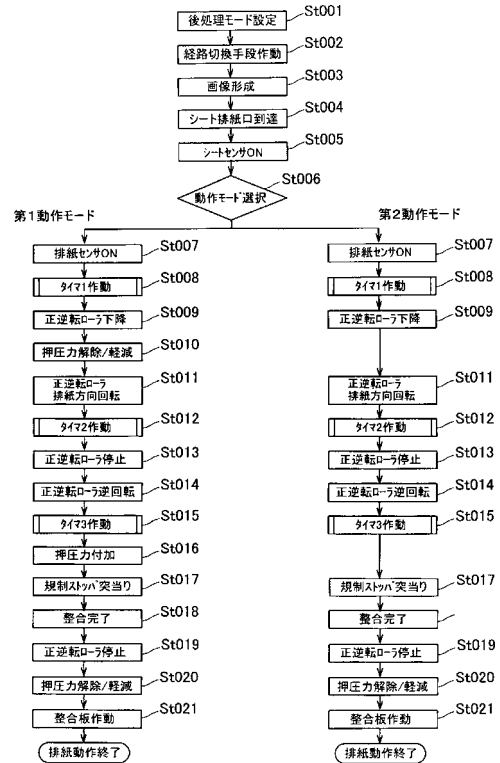 後処理モード設定 St001
経路切換手段作動 St002
画像形成 St003
シート排紙口到達 St004
シートセンサON St005
動作モード選択 St006
第1動作モード
排紙センサON St007
タイマ1作動 St008
正逆転ローラ下降 St009
押圧力解除/軽減 St010
正逆転ローラ
排紙方向回転 St011
タイマ2作動 St012
正逆転ローラ停止 St013
正逆転ローラ逆回転 St014
タイマ3作動 St015
押圧力付加 St016
規制ストッパ突当り St017
整合完了 St018
正逆転ローラ停止 St019
押圧力解除/軽減 St020
整合板作動 St021
排紙動作終了
第2動作モード
排紙センサON St007
タイマ1作動 St008
正逆転ローラ下降 St009
正逆転ローラ
排紙方向回転 St011
タイマ2作動 St012
正逆転ローラ停止 St013
正逆転ローラ逆回転 St014
タイマ3作動 St015
規制ストッパ突当り St017
整合完了
正逆転ローラ停止 St019
押圧力解除/軽減 St020
整合板作動 St021
排紙動作終了